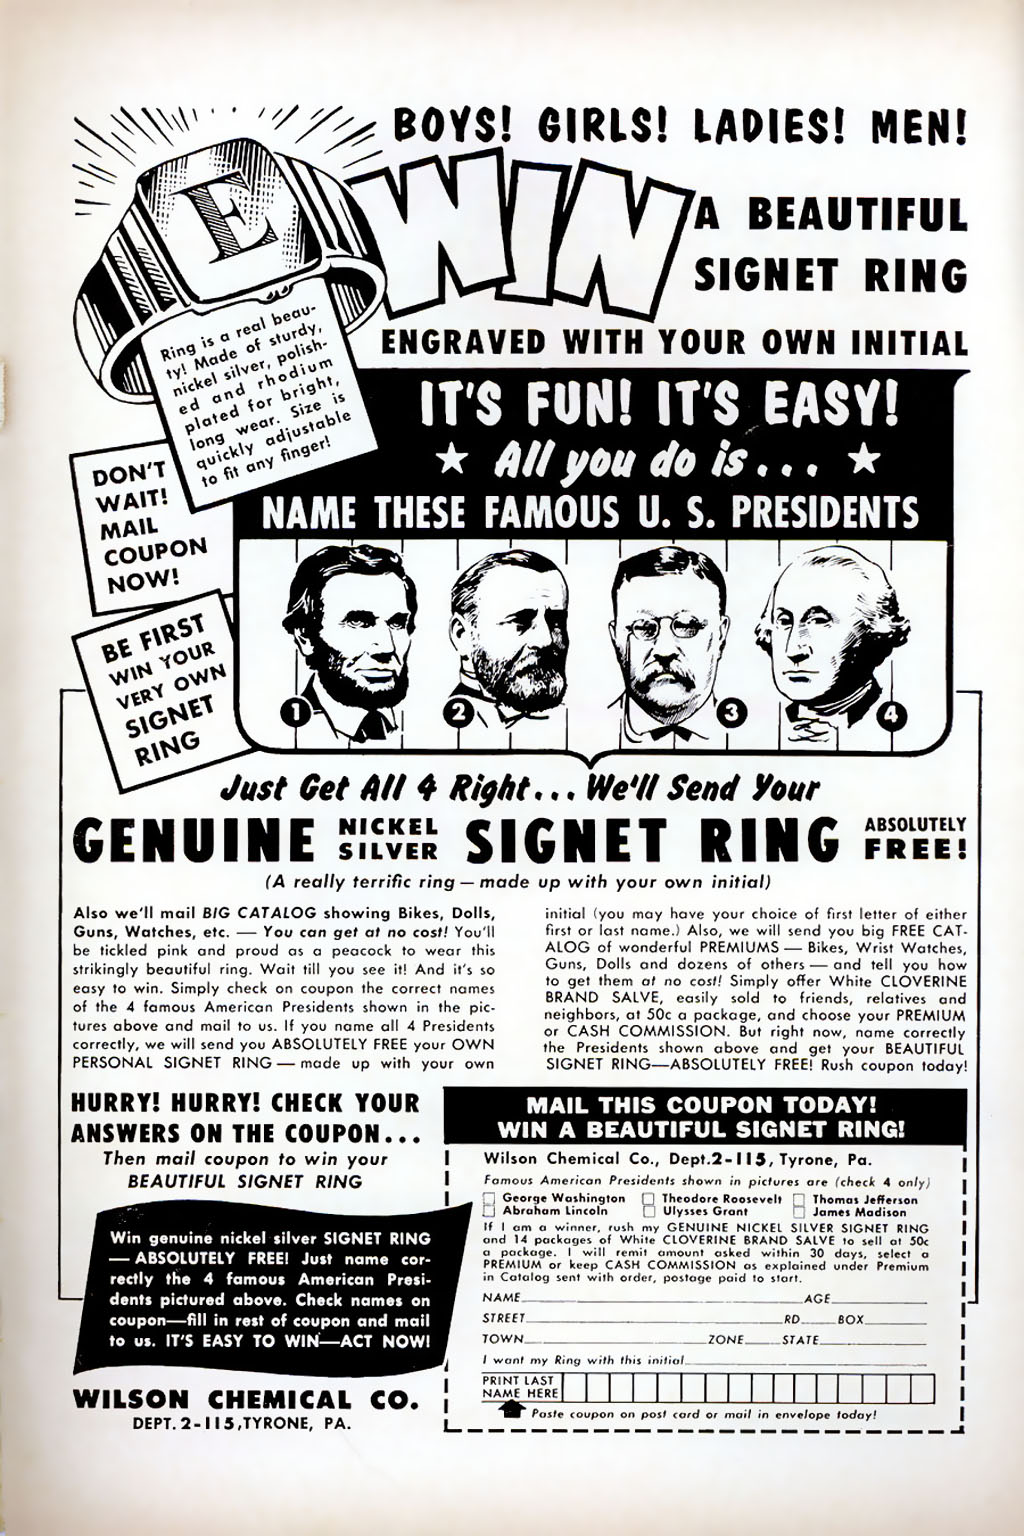 BOYS! GIRLS! LADIES! MEN!
WIN
A BEAUTIFUL
SIGNET RING
ENGRAVED WITH YOUR OWN INITIAL
E
Ring is a real beau-
ty! Made of sturdy,
nickel silver, polish-
ed and rhodium
plated for bright,
long wear. Size is
quickly adjustable
to fit any finger!
DON'T
WAIT!
MAIL
COUPON
NOW!
BE FIRST
WIN YOUR
VERY OWN
SIGNET
RING
IT'S FUN! IT'S EASY!
★ All you do is... ★
NAME THESE FAMOUS U. S. PRESIDENTS
1
2
3
4
Just Get All 4 Right... We'll Send Your
GENUINE NICKEL SILVER SIGNET RING ABSOLUTELY FREE!
(A really terrific ring — made up with your own initial)
Also we'll mail BIG CATALOG showing Bikes, Dolls,
Guns, Watches, etc. — You can get at no cost! You'll
be tickled pink and proud as a peacock to wear this
strikingly beautiful ring. Wait till you see it! And it's so
easy to win. Simply check on coupon the correct names
of the 4 famous American Presidents shown in the pic-
tures above and mail to us. If you name all 4 Presidents
correctly, we will send you ABSOLUTELY FREE your OWN
PERSONAL SIGNET RING — made up with your own
initial (you may have your choice of first letter of either
first or last name.) Also, we will send you big FREE CAT-
ALOG of wonderful PREMIUMS — Bikes, Wrist Watches,
Guns, Dolls and dozens of others — and tell you how
to get them at no cost! Simply offer White CLOVERINE
BRAND SALVE, easily sold to friends, relatives and
neighbors, at 50c a package, and choose your PREMIUM
or CASH COMMISSION. But right now, name correctly
the Presidents shown above and get your BEAUTIFUL
SIGNET RING—ABSOLUTELY FREE! Rush coupon today!
HURRY! HURRY! CHECK YOUR
ANSWERS ON THE COUPON...
Then mail coupon to win your
BEAUTIFUL SIGNET RING
Win genuine nickel silver SIGNET RING
— ABSOLUTELY FREE! Just name cor-
rectly the 4 famous American Presi-
dents pictured above. Check names on
coupon—fill in rest of coupon and mail
to us. IT'S EASY TO WIN—ACT NOW!
WILSON CHEMICAL CO.
DEPT. 2-115, TYRONE, PA.
MAIL THIS COUPON TODAY!
WIN A BEAUTIFUL SIGNET RING!
Wilson Chemical Co., Dept. 2-115, Tyrone, Pa.
Famous American Presidents shown in pictures are (check 4 only)
☐ George Washington ☐ Theodore Roosevelt ☐ Thomas Jefferson
☐ Abraham Lincoln ☐ Ulysses Grant ☐ James Madison
If I am a winner, rush my GENUINE NICKEL SILVER SIGNET RING
and 14 packages of White CLOVERINE BRAND SALVE to sell at 50c
a package. I will remit amount asked within 30 days, select a
PREMIUM or keep CASH COMMISSION as explained under Premium
in Catalog sent with order, postage paid to start.
NAME AGE
STREET RD BOX
TOWN ZONE STATE
I want my Ring with this initial
PRINT LAST
NAME HERE
Paste coupon on post card or mail in envelope today!